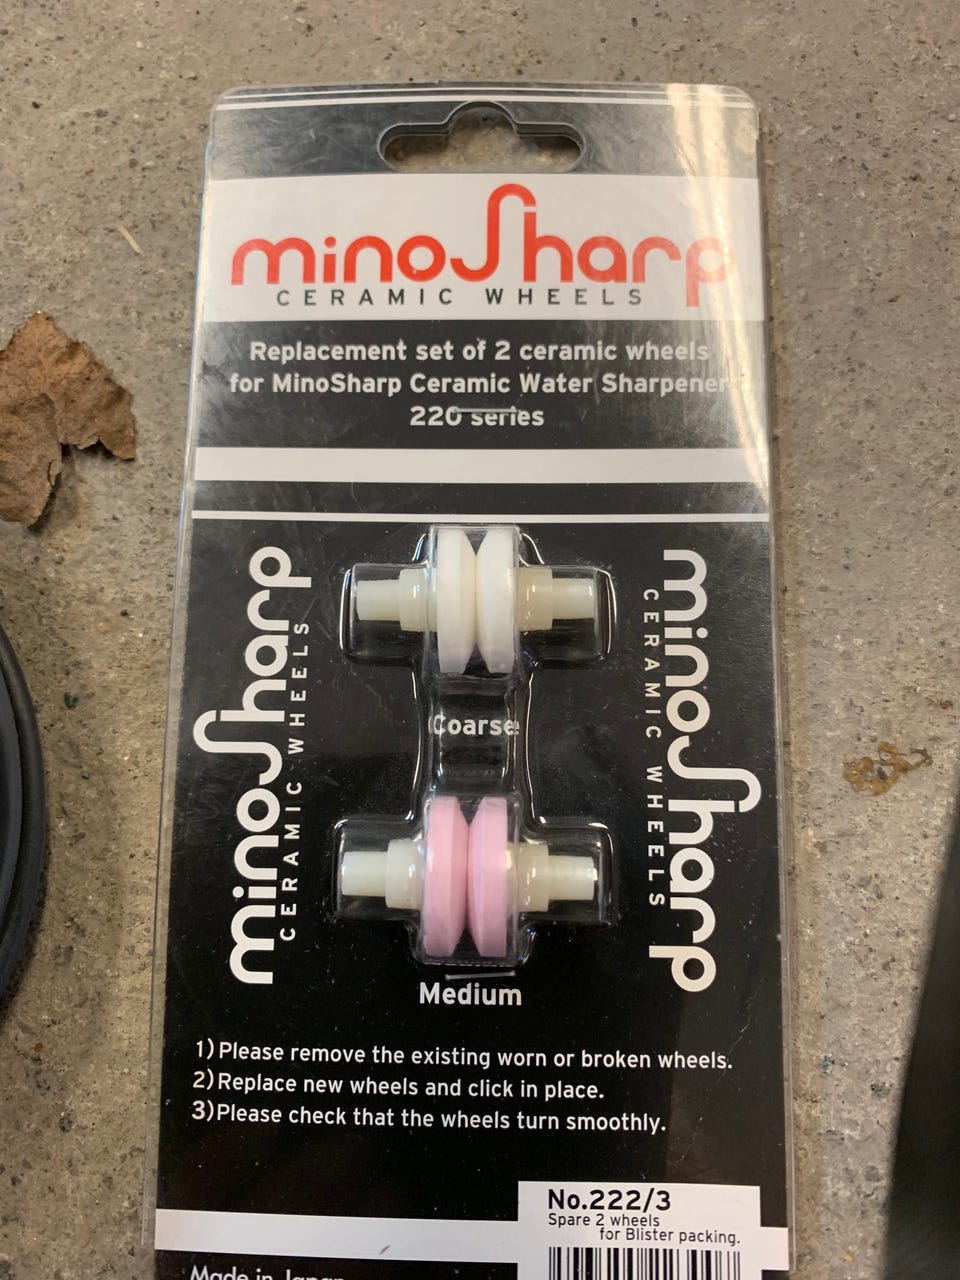 minoSharp
CERAMIC WHEELS
Replacement set of 2 ceramic wheels
for MinoSharp Ceramic Water Sharpener
220 series
minoSharp
CERAMIC WHEELS
minoSharp
CERAMIC WHEELS
Coarse
Medium
1) Please remove the existing worn or broken wheels.
2) Replace new wheels and click in place.
3) Please check that the wheels turn smoothly.
No.222/3
Spare 2 wheels
for Blister packing.
Made in Japan